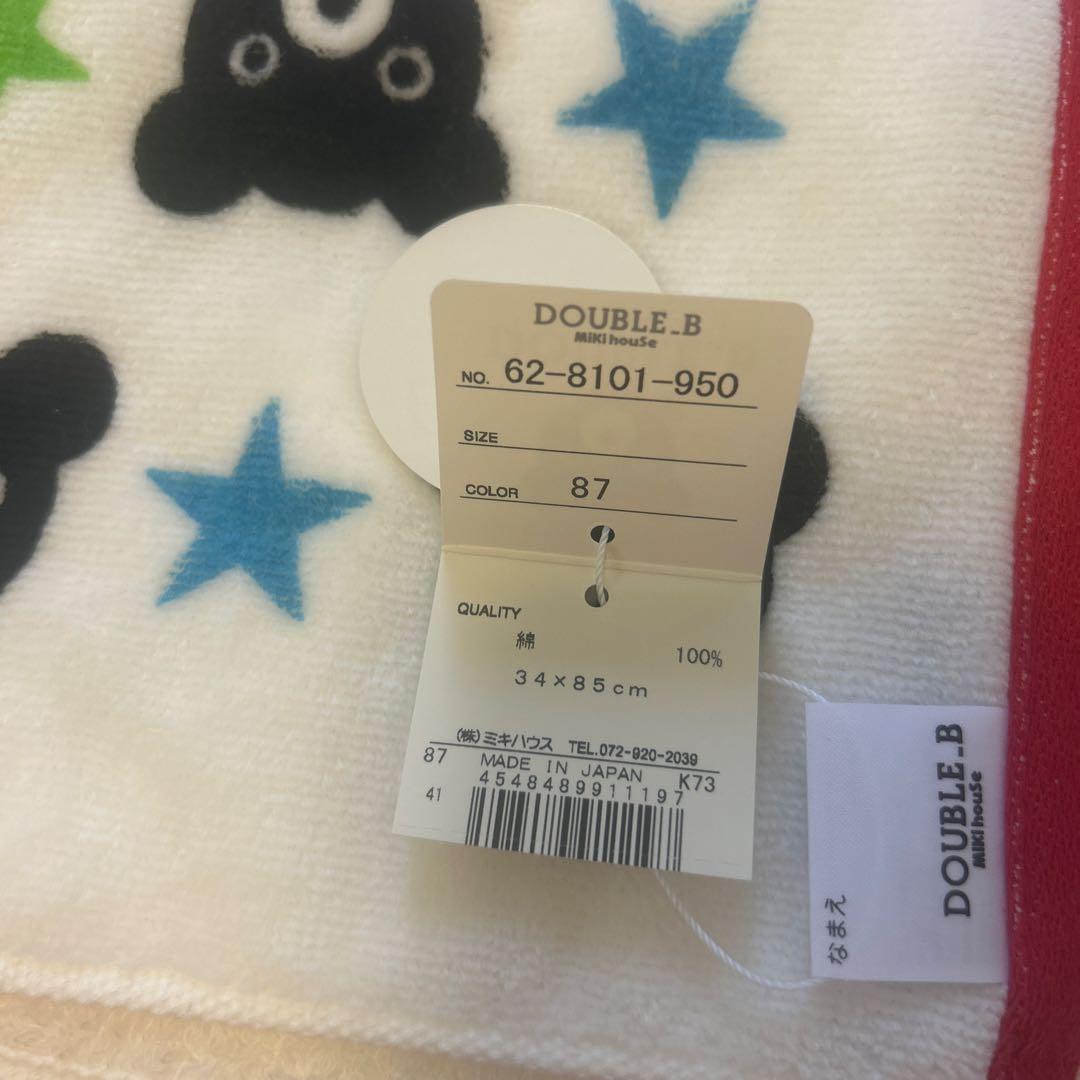 DOUBLE_B
MiKi houSe
NO. 62-8101-950
SIZE
COLOR 87
QUALITY
綿 100%
34×85cm
(株)ミキハウス TEL.072-920-2039
87 MADE IN JAPAN K73
41 4548489911197
DOUBLE_B
MiKi houSe
なまえ